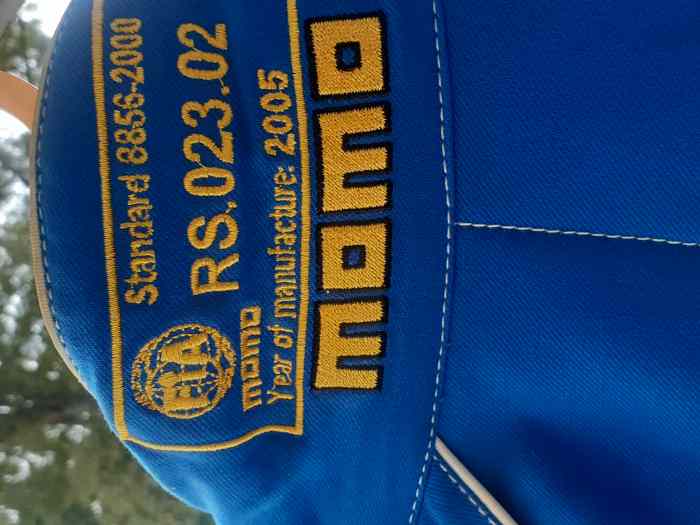 Standard 8856-2000
RS.023.02
FIA
momo
Year of manufacture: 2005
momo